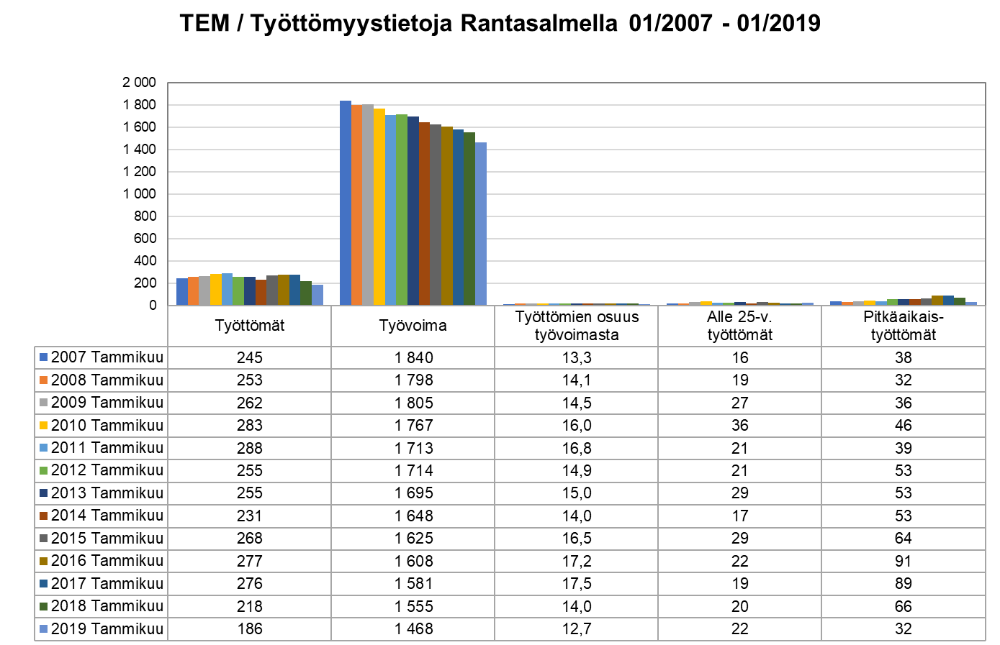 TEM / Työttömyystietoja Rantasalmella 01/2007 - 01/2019
2 000
1 800
1 600
1 400
1 200
1 000
800
600
400
200
0
Työttömät Työvoima Työttömien osuus työvoimasta Alle 25-v. työttömät Pitkäaikais-työttömät
2007 Tammikuu 245 1 840 13,3 16 38
2008 Tammikuu 253 1 798 14,1 19 32
2009 Tammikuu 262 1 805 14,5 27 36
2010 Tammikuu 283 1 767 16,0 36 46
2011 Tammikuu 288 1 713 16,8 21 39
2012 Tammikuu 255 1 714 14,9 21 53
2013 Tammikuu 255 1 695 15,0 29 53
2014 Tammikuu 231 1 648 14,0 17 53
2015 Tammikuu 268 1 625 16,5 29 64
2016 Tammikuu 277 1 608 17,2 22 91
2017 Tammikuu 276 1 581 17,5 19 89
2018 Tammikuu 218 1 555 14,0 20 66
2019 Tammikuu 186 1 468 12,7 22 32